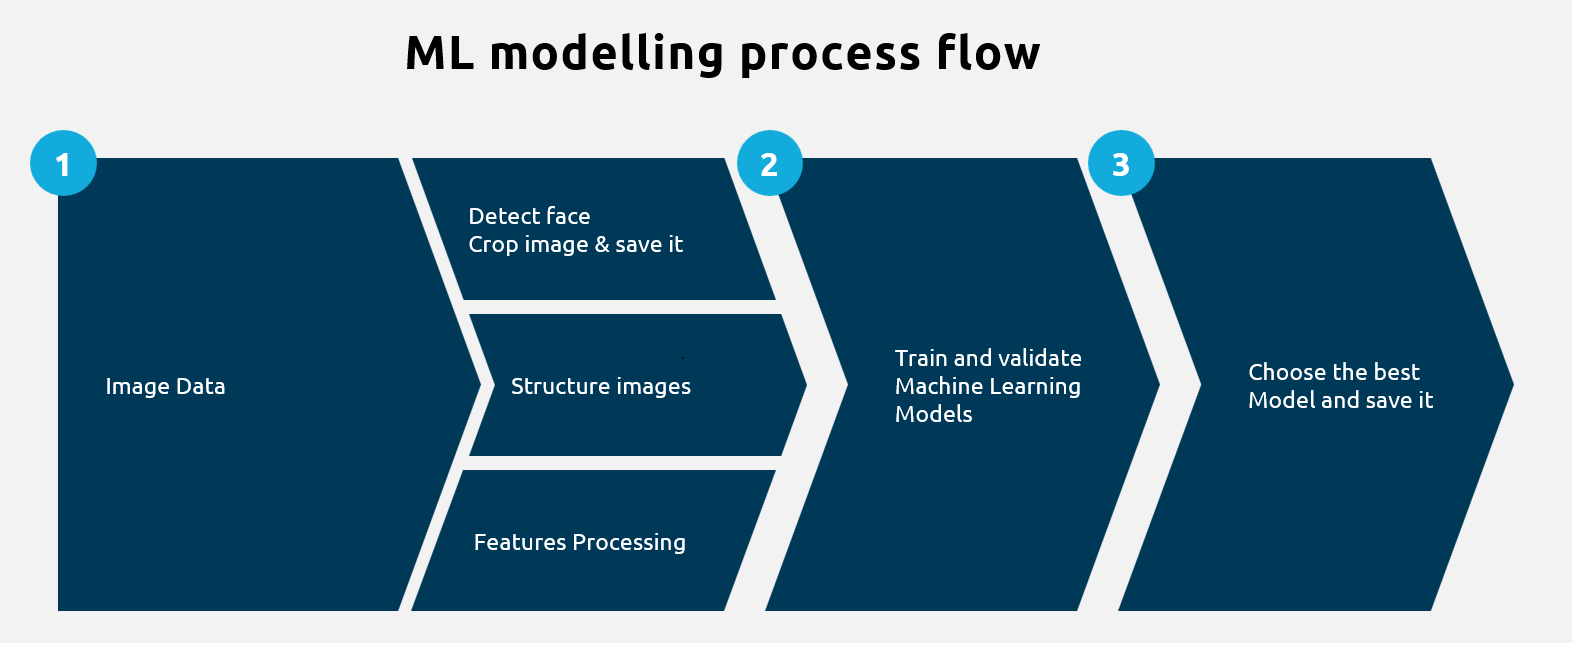 ML modelling process flow
1
Image Data
Detect face
Crop image & save it
Structure images
Features Processing
2
Train and validate
Machine Learning
Models
3
Choose the best
Model and save it